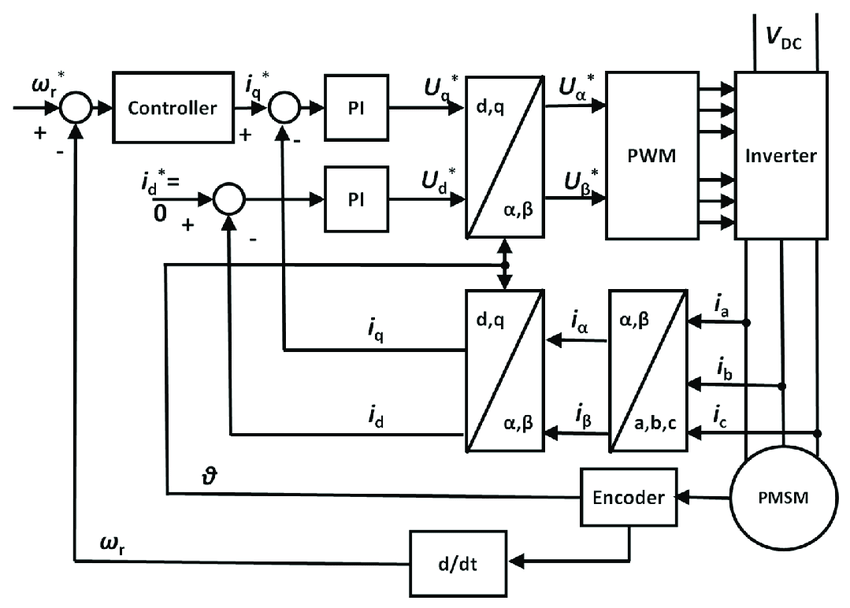 V_DC
ω_r*
Controller
i_q*
PI
U_q*
d,q
U_α*
PWM
Inverter
+
-
+
-
i_d*=
0
+
-
PI
U_d*
α,β
U_β*
i_q
d,q
i_α
α,β
i_a
i_b
i_d
α,β
i_β
a,b,c
i_c
ϑ
Encoder
PMSM
ω_r
d/dt